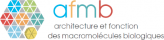 afmb
architecture et fonction
des macromolécules biologiques